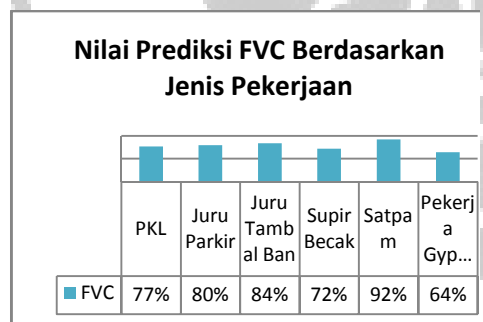 Nilai Prediksi FVC Berdasarkan
Jenis Pekerjaan
PKL
Juru
Parkir
Juru
Tamb
al Ban
Supir
Becak
Satpa
m
Pekerj
a
Gyp...
FVC 77% 80% 84% 72% 92% 64%